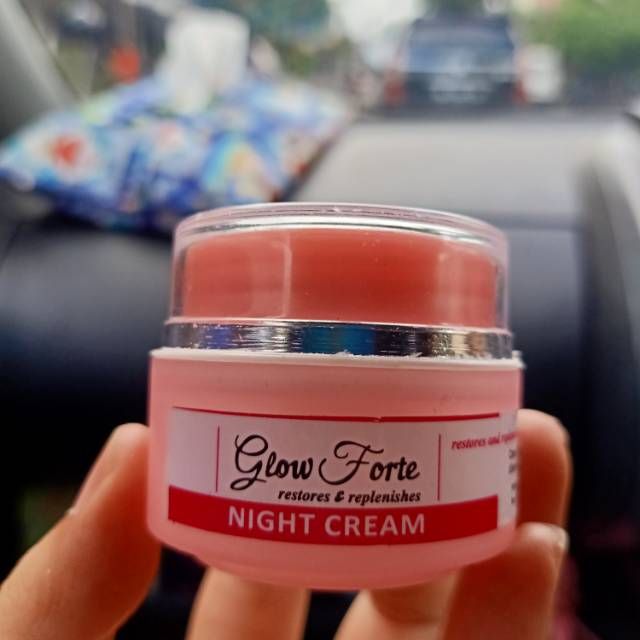 Glow Forte
restores & replenishes
NIGHT CREAM
restores and